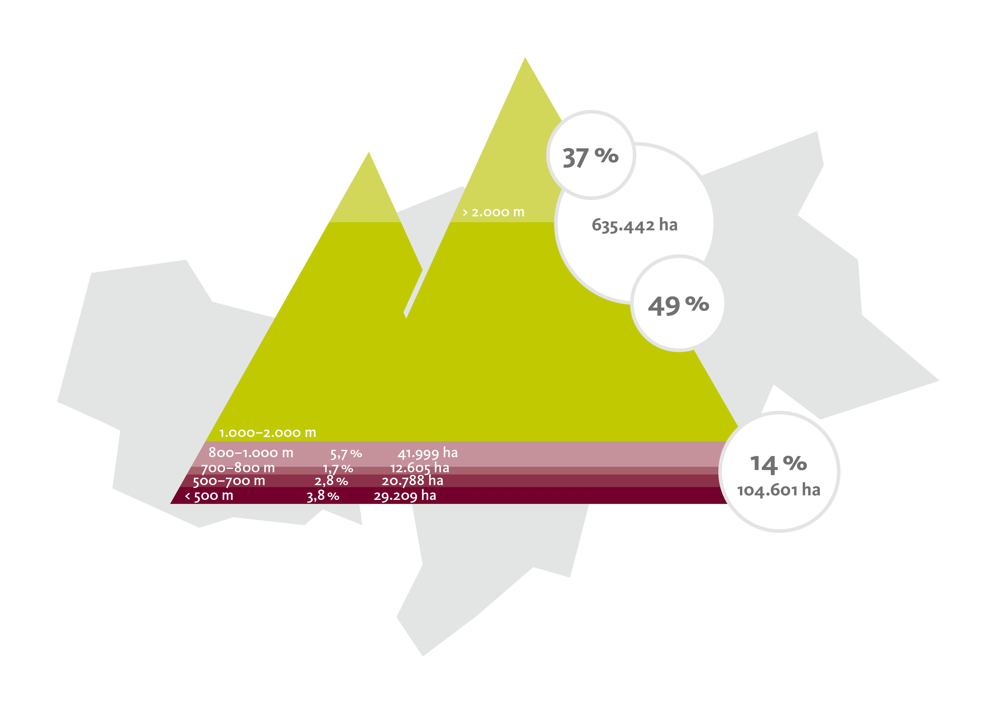 37 %
> 2.000 m
635.442 ha
49 %
1.000–2.000 m
800–1.000 m 5,7 % 41.999 ha
700–800 m 1,7 % 12.605 ha
500–700 m 2,8 % 20.788 ha
< 500 m 3,8 % 29.209 ha
14 %
104.601 ha